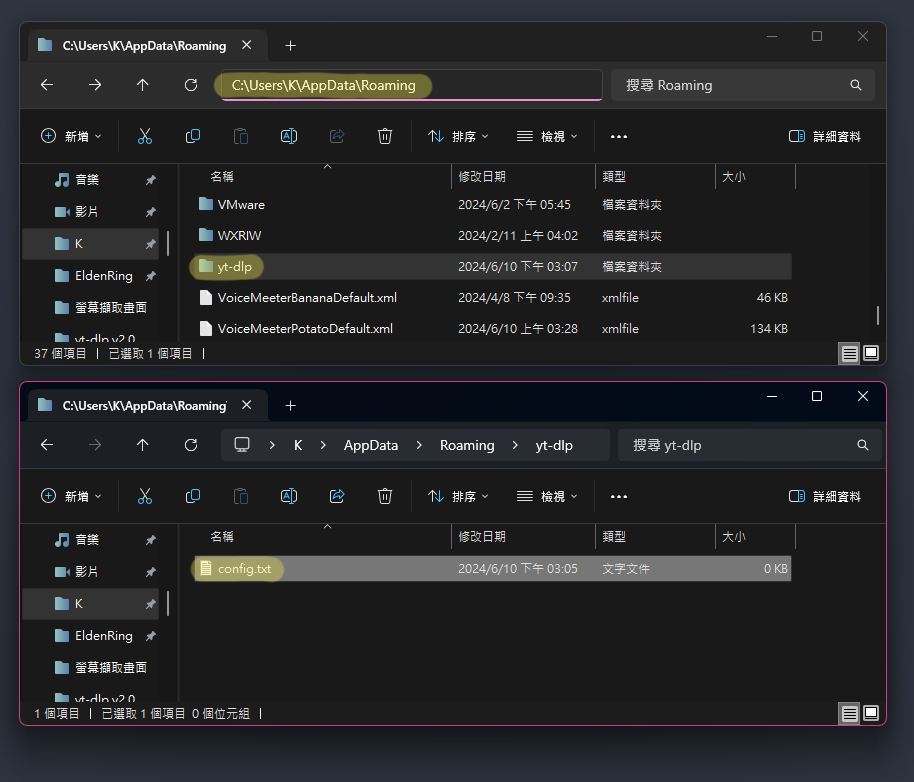 C:\Users\K\AppData\Roaming
C:\Users\K\AppData\Roaming 搜尋 Roaming
新增 排序 檢視 詳細資料
名稱 修改日期 類型 大小
音樂
影片
K
EldenRing
螢幕擷取畫面
yt-dlp v2.0
VMware 2024/6/2 下午 05:45 檔案資料夾
WXRIW 2024/2/11 上午 04:02 檔案資料夾
yt-dlp 2024/6/10 下午 03:07 檔案資料夾
VoiceMeeterBananaDefault.xml 2024/4/8 下午 09:35 xmlfile 46 KB
VoiceMeeterPotatoDefault.xml 2024/6/10 上午 03:28 xmlfile 134 KB
37 個項目 | 已選取 1 個項目 |
C:\Users\K\AppData\Roaming
K > AppData > Roaming > yt-dlp 搜尋 yt-dlp
新增 排序 檢視 詳細資料
名稱 修改日期 類型 大小
音樂
影片
K
EldenRing
螢幕擷取畫面
yt-dlp v2.0
config.txt 2024/6/10 下午 03:05 文字文件 0 KB
1 個項目 | 已選取 1 個項目 0 個位元組 |